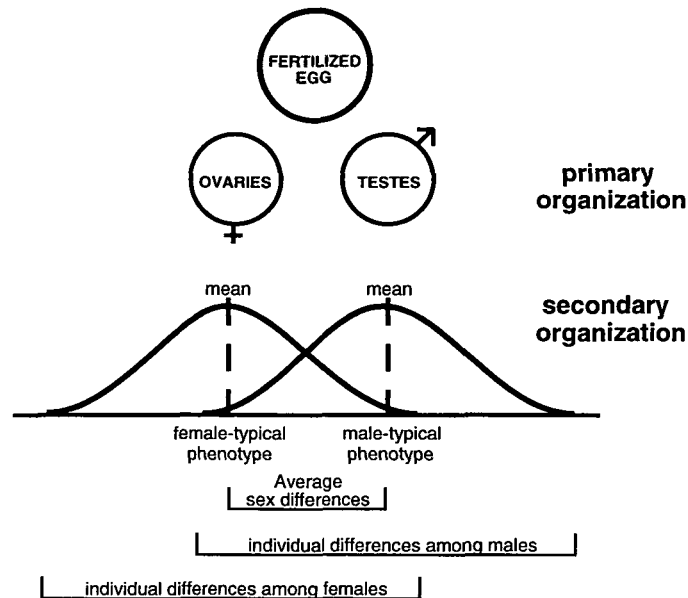 FERTILIZED
EGG
OVARIES
TESTES
primary
organization
mean
mean
secondary
organization
female-typical
phenotype
male-typical
phenotype
Average
sex differences
individual differences among males
individual differences among females